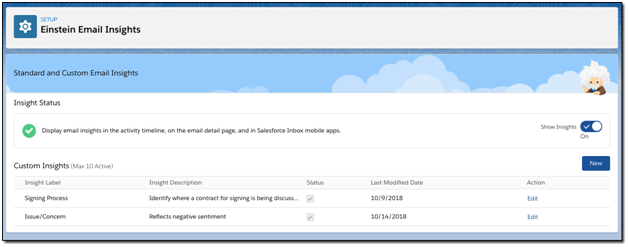 SETUP
Einstein Email Insights
Standard and Custom Email Insights
Insight Status
Display email insights in the activity timeline, on the email detail page, and in Salesforce Inbox mobile apps.
Show Insights
On
Custom Insights (Max 10 Active)
New
Insight Label Insight Description Status Last Modified Date Action
Signing Process Identify where a contract for signing is being discuss... 10/9/2018 Edit
Issue/Concern Reflects negative sentiment 10/14/2018 Edit